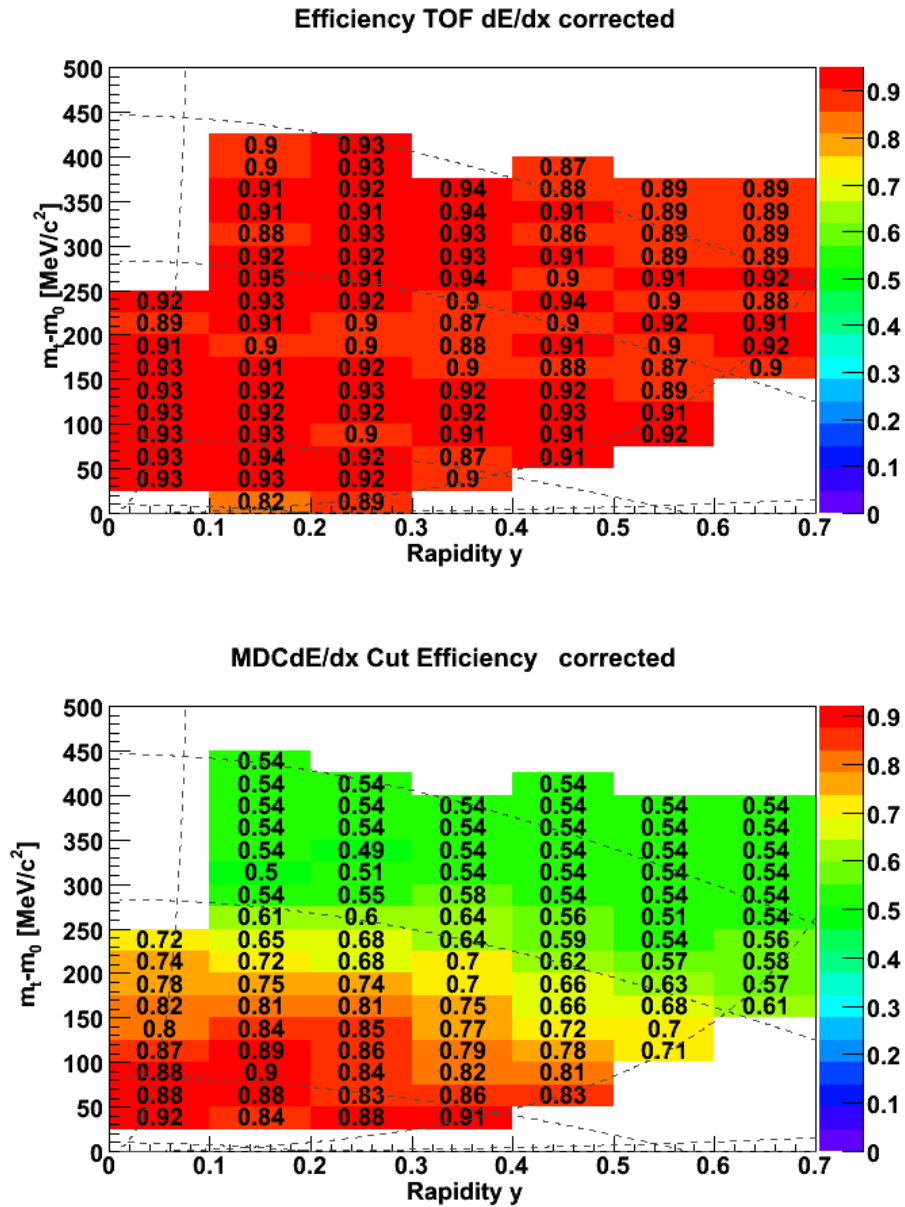 Efficiency TOF dE/dx corrected
m_t-m_0 [MeV/c²]
500
450
400
350
300
250
200
150
100
50
0
0.9 0.93
0.9 0.93 0.87
0.91 0.92 0.94 0.88 0.89 0.89
0.91 0.91 0.94 0.91 0.89 0.89
0.88 0.93 0.93 0.86 0.89 0.89
0.92 0.92 0.93 0.91 0.89 0.89
0.95 0.91 0.94 0.9 0.91 0.92
0.92 0.93 0.92 0.9 0.94 0.9 0.88
0.89 0.91 0.9 0.87 0.9 0.92 0.91
0.91 0.9 0.9 0.88 0.91 0.9 0.92
0.93 0.91 0.92 0.9 0.88 0.87 0.9
0.93 0.92 0.92 0.92 0.92 0.89
0.93 0.92 0.92 0.92 0.93 0.91
0.93 0.93 0.9 0.91 0.91 0.92
0.93 0.94 0.92 0.87 0.91
0.93 0.93 0.92 0.9
0.82 0.89
0 0.1 0.2 0.3 0.4 0.5 0.6 0.7
Rapidity y
0.9
0.8
0.7
0.6
0.5
0.4
0.3
0.2
0.1
0
MDCdE/dx Cut Efficiency corrected
m_t-m_0 [MeV/c²]
500
450
400
350
300
250
200
150
100
50
0
0.54
0.54 0.54 0.54
0.54 0.54 0.54 0.54 0.54 0.54
0.54 0.54 0.54 0.54 0.54 0.54
0.54 0.49 0.54 0.54 0.54 0.54
0.5 0.51 0.54 0.54 0.54 0.54
0.54 0.55 0.58 0.54 0.54 0.54
0.61 0.6 0.64 0.56 0.51 0.54
0.72 0.65 0.68 0.64 0.59 0.54 0.56
0.74 0.72 0.68 0.7 0.62 0.57 0.58
0.78 0.75 0.74 0.7 0.66 0.63 0.57
0.82 0.81 0.81 0.75 0.66 0.68 0.61
0.8 0.84 0.85 0.77 0.72 0.7
0.87 0.89 0.86 0.79 0.78 0.71
0.88 0.9 0.84 0.82 0.81
0.88 0.88 0.83 0.86 0.83
0.92 0.84 0.88 0.91
0 0.1 0.2 0.3 0.4 0.5 0.6 0.7
Rapidity y
0.9
0.8
0.7
0.6
0.5
0.4
0.3
0.2
0.1
0